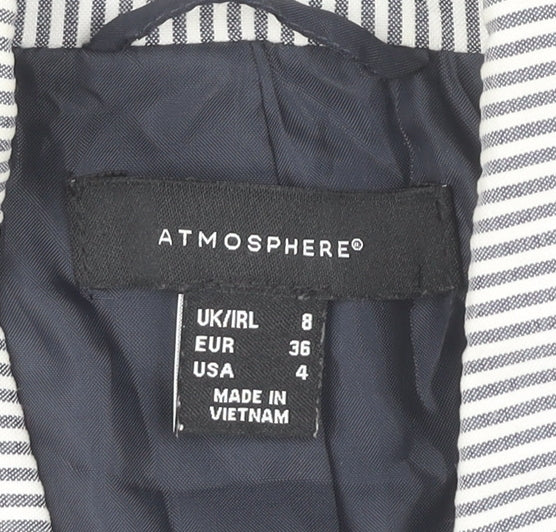 ATMOSPHERE®
UK/IRL 8
EUR 36
USA 4
MADE IN
VIETNAM